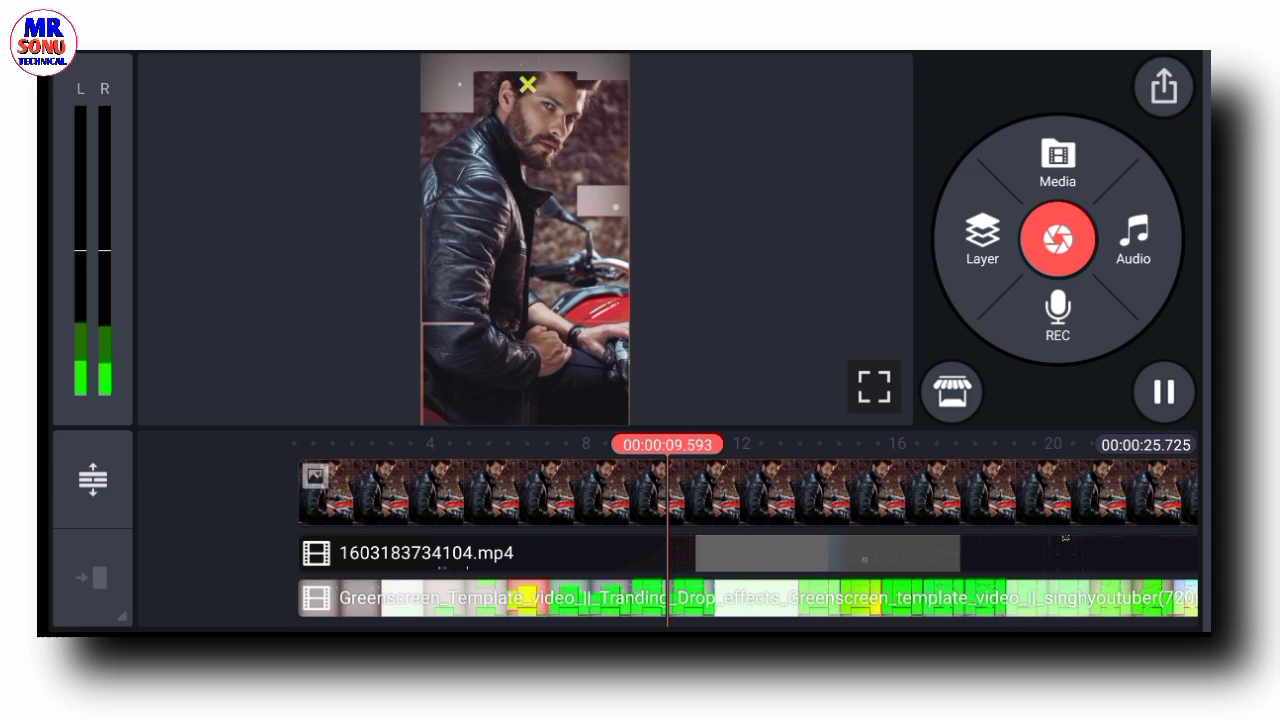 MR
SONU
TECHNICAL
L R
Media
Layer
Audio
REC
4 8 00:00:09.593 12 16 20 00:00:25.725
1603183734104.mp4
Greenscreen_Template_video_||_Tranding_Drop_effects_Greenscreen_template_video_||_singhyoutuber(720